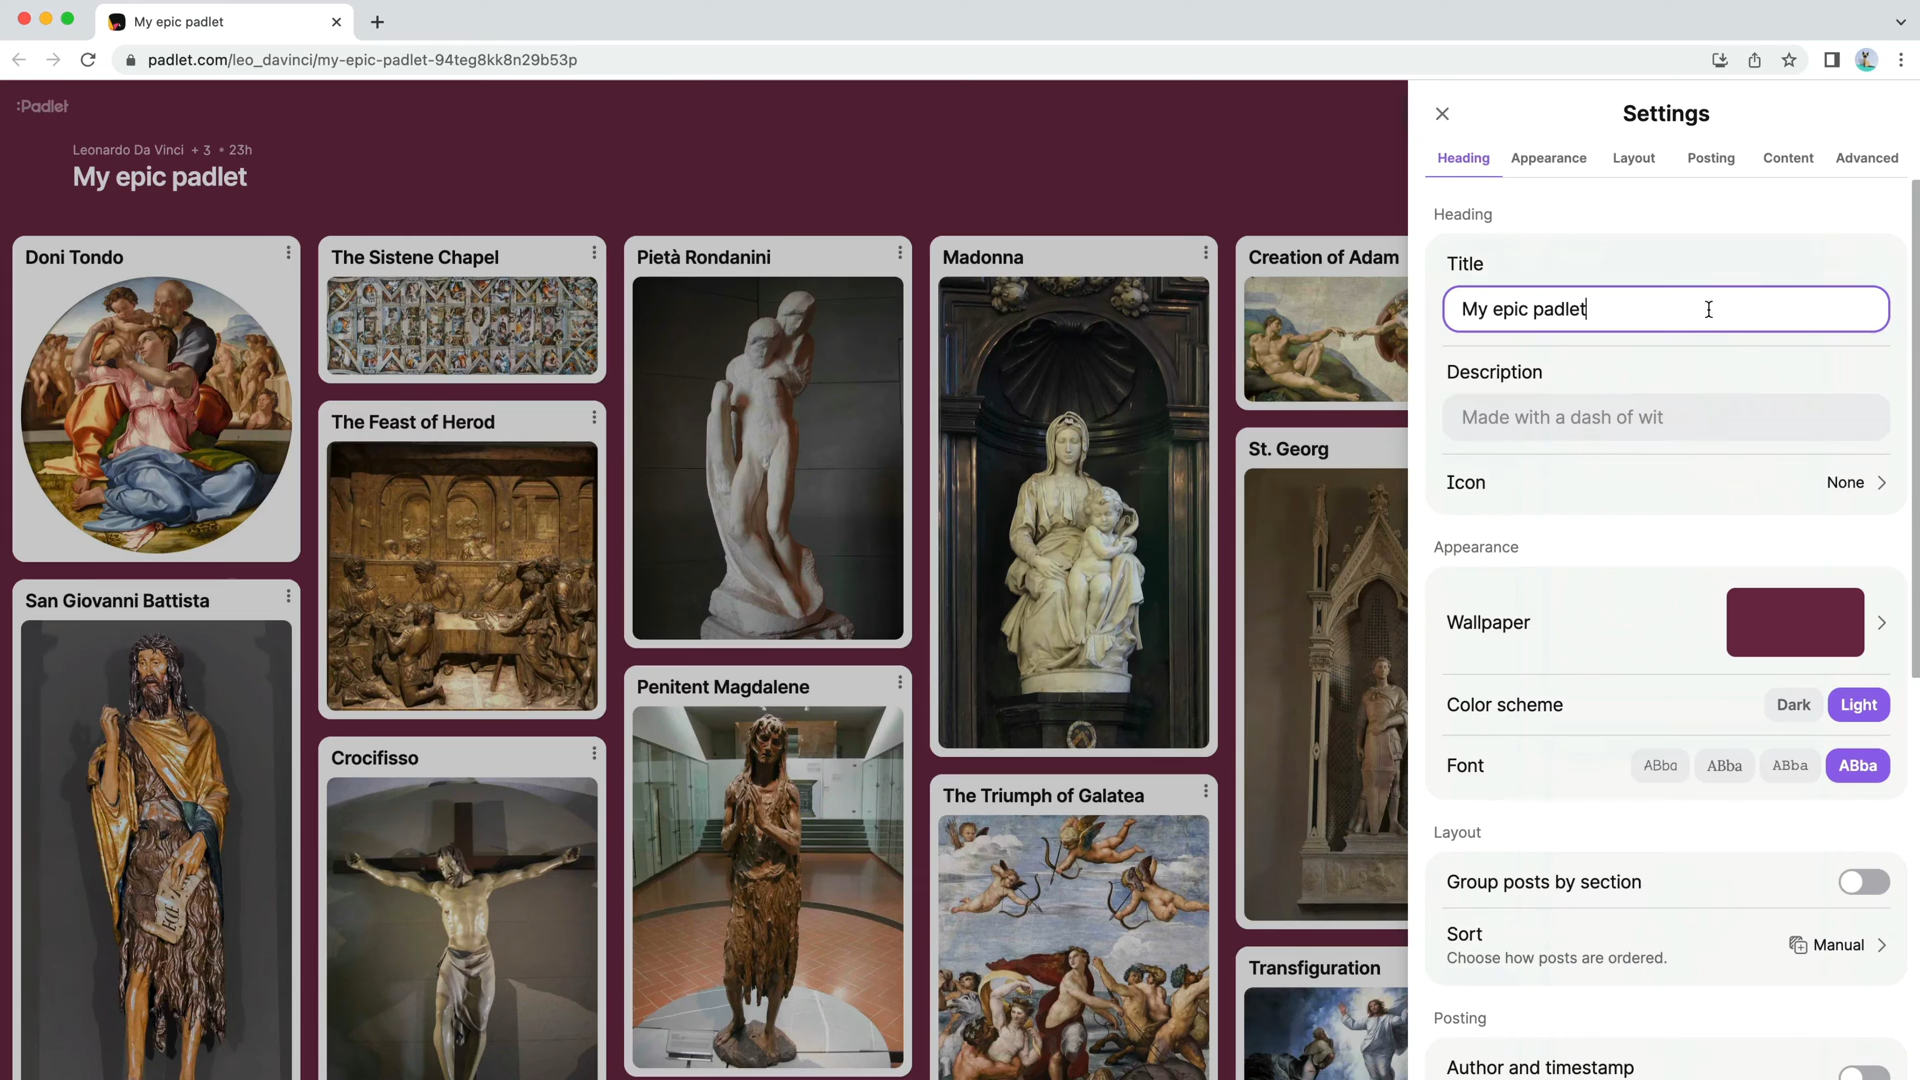 My epic padlet
padlet.com/leo_davinci/my-epic-padlet-94teg8kk8n29b53p
:Padlet
Leonardo Da Vinci + 3 • 23h
My epic padlet
Doni Tondo
The Sistene Chapel
Pietà Rondanini
Madonna
Creation of Adam
The Feast of Herod
St. Georg
San Giovanni Battista
Penitent Magdalene
Crocifisso
The Triumph of Galatea
Transfiguration
Settings
Heading Appearance Layout Posting Content Advanced
Heading
Title
My epic padlet
Description
Made with a dash of wit
Icon None
Appearance
Wallpaper
Color scheme Dark Light
Font ABba ABba ABba ABba
Layout
Group posts by section
Sort
Choose how posts are ordered.
Manual
Posting
Author and timestamp